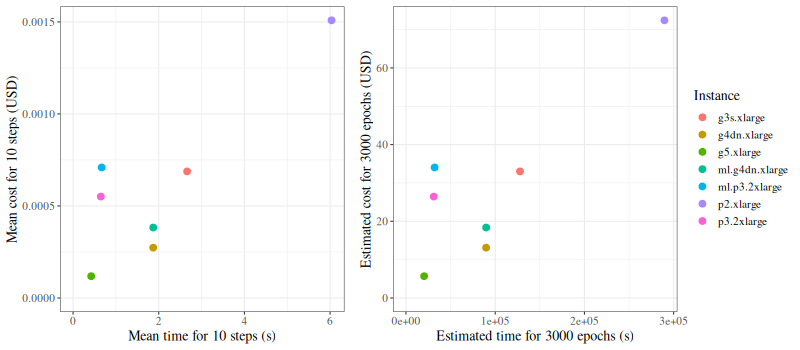 Mean cost for 10 steps (USD)
0.0015
0.0010
0.0005
0.0000
0
2
4
6
Mean time for 10 steps (s)
Estimated cost for 3000 epochs (USD)
60
40
20
0
0e+00
1e+05
2e+05
3e+05
Estimated time for 3000 epochs (s)
Instance
g3s.xlarge
g4dn.xlarge
g5.xlarge
ml.g4dn.xlarge
ml.p3.2xlarge
p2.xlarge
p3.2xlarge